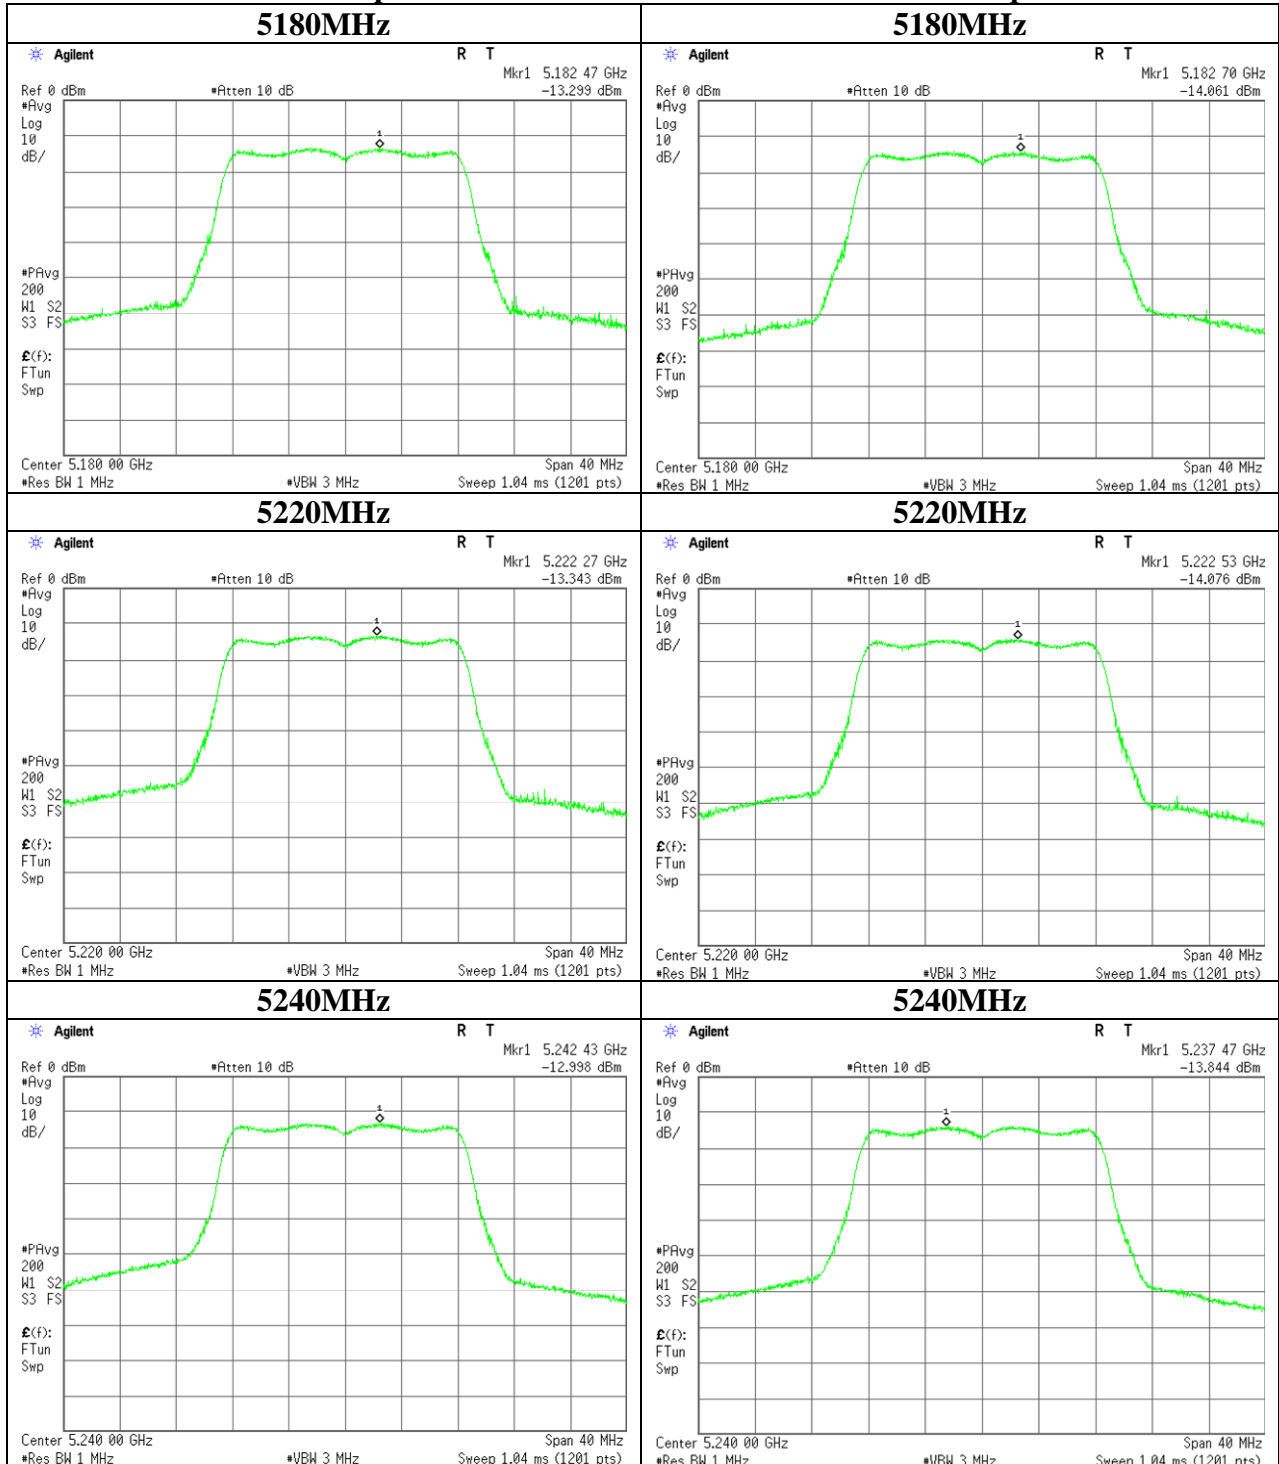 5180MHz 5180MHz
Agilent R T
Mkr1 5.182 47 GHz
Ref 0 dBm #Atten 10 dB -13.299 dBm
#Avg
Log
10
dB/
1
#PAvg
200
W1 S2
S3 FS
£(f):
FTun
Swp
Center 5.180 00 GHz Span 40 MHz
#Res BW 1 MHz #VBW 3 MHz Sweep 1.04 ms (1201 pts)
Agilent R T
Mkr1 5.182 70 GHz
Ref 0 dBm #Atten 10 dB -14.061 dBm
#Avg
Log
10
dB/
1
#PAvg
200
W1 S2
S3 FS
£(f):
FTun
Swp
Center 5.180 00 GHz Span 40 MHz
#Res BW 1 MHz #VBW 3 MHz Sweep 1.04 ms (1201 pts)
5220MHz 5220MHz
Agilent R T
Mkr1 5.222 27 GHz
Ref 0 dBm #Atten 10 dB -13.343 dBm
#Avg
Log
10
dB/
1
#PAvg
200
W1 S2
S3 FS
£(f):
FTun
Swp
Center 5.220 00 GHz Span 40 MHz
#Res BW 1 MHz #VBW 3 MHz Sweep 1.04 ms (1201 pts)
Agilent R T
Mkr1 5.222 53 GHz
Ref 0 dBm #Atten 10 dB -14.076 dBm
#Avg
Log
10
dB/
1
#PAvg
200
W1 S2
S3 FS
£(f):
FTun
Swp
Center 5.220 00 GHz Span 40 MHz
#Res BW 1 MHz #VBW 3 MHz Sweep 1.04 ms (1201 pts)
5240MHz 5240MHz
Agilent R T
Mkr1 5.242 43 GHz
Ref 0 dBm #Atten 10 dB -12.998 dBm
#Avg
Log
10
dB/
1
#PAvg
200
W1 S2
S3 FS
£(f):
FTun
Swp
Center 5.240 00 GHz Span 40 MHz
#Res BW 1 MHz #VBW 3 MHz Sweep 1.04 ms (1201 pts)
Agilent R T
Mkr1 5.237 47 GHz
Ref 0 dBm #Atten 10 dB -13.844 dBm
#Avg
Log
10
dB/
1
#PAvg
200
W1 S2
S3 FS
£(f):
FTun
Swp
Center 5.240 00 GHz Span 40 MHz
#Res BW 1 MHz #VBW 3 MHz Sweep 1.04 ms (1201 pts)